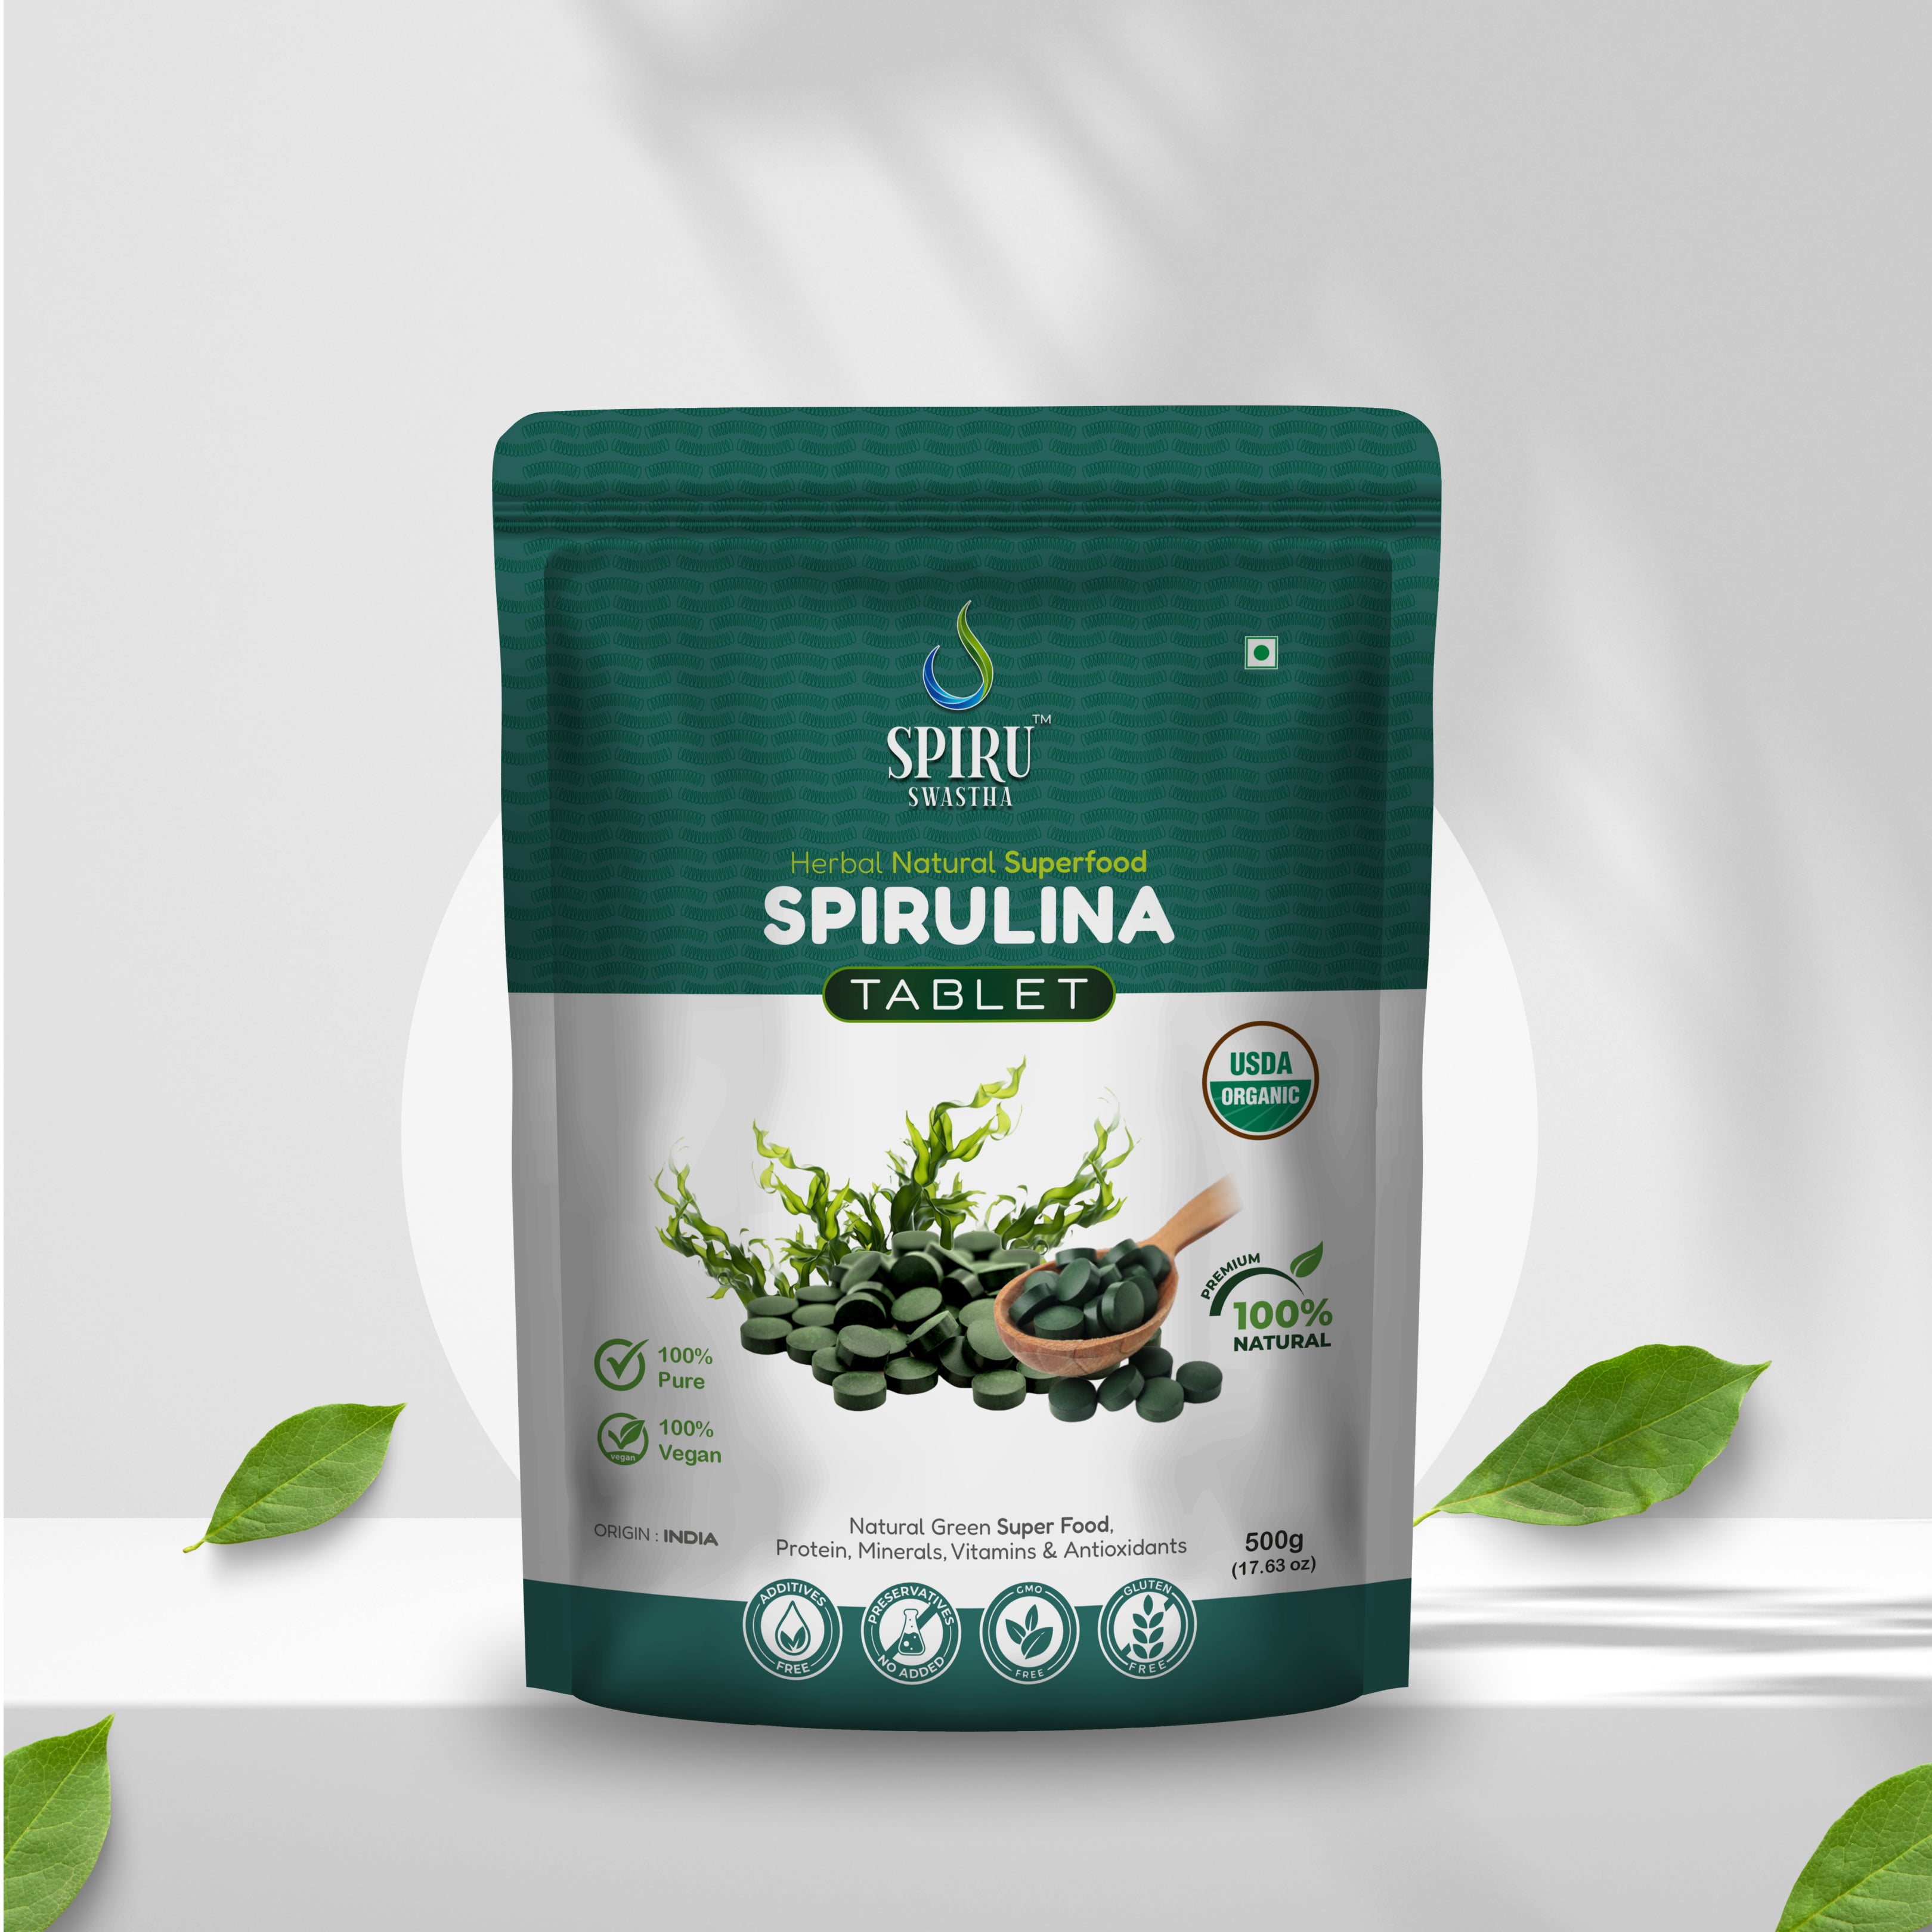 SPIRU™
SWASTHA
Herbal Natural Superfood
SPIRULINA
TABLET
USDA
ORGANIC
PREMIUM
100%
NATURAL
100%
Pure
vegan
100%
Vegan
ORIGIN : INDIA
Natural Green Super Food,
Protein, Minerals, Vitamins & Antioxidants
500g
(17.63 oz)
ADDITIVES
FREE
PRESERVATIVES
NO ADDED
GMO
FREE
GLUTEN
FREE